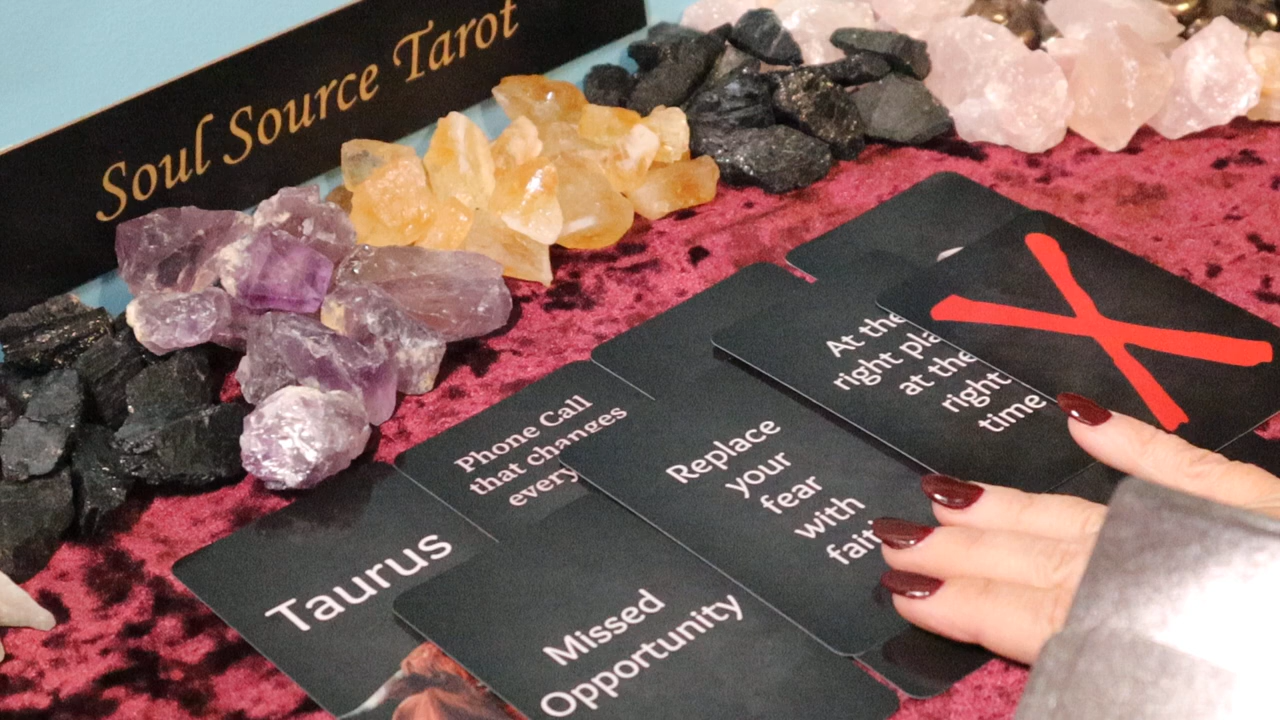 Soul Source Tarot
Phone Call
that changes
every
Taurus
Missed
Opportunity
Replace
your
fear
with
At the
right
at the
right
time